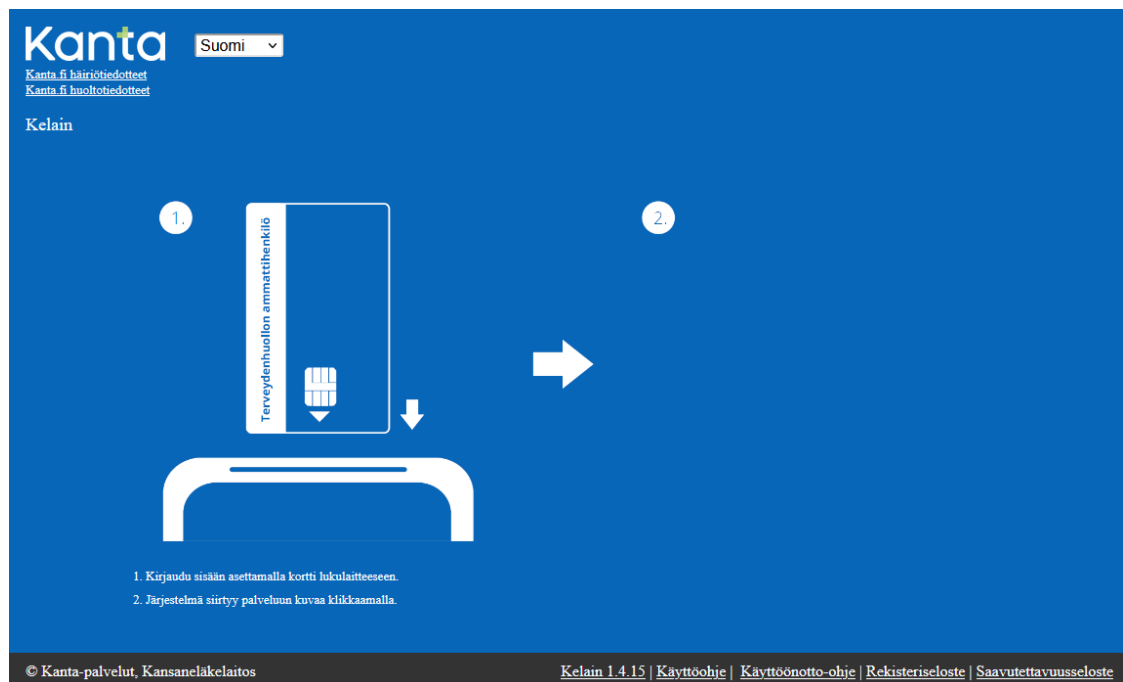 Kanta
Suomi
Kanta.fi häiriötiedotteet
Kanta.fi huoltotiedotteet
Kelain
1.
Terveydenhuollon ammattihenkilö
2.
1. Kirjaudu sisään asettamalla kortti lukulaitteeseen.
2. Järjestelmä siirtyy palveluun kuvaa klikkaamalla.
© Kanta-palvelut, Kansaneläkelaitos
Kelain 1.4.15 | Käyttöohje | Käyttöönotto-ohje | Rekisteriseloste | Saavutettavuusseloste